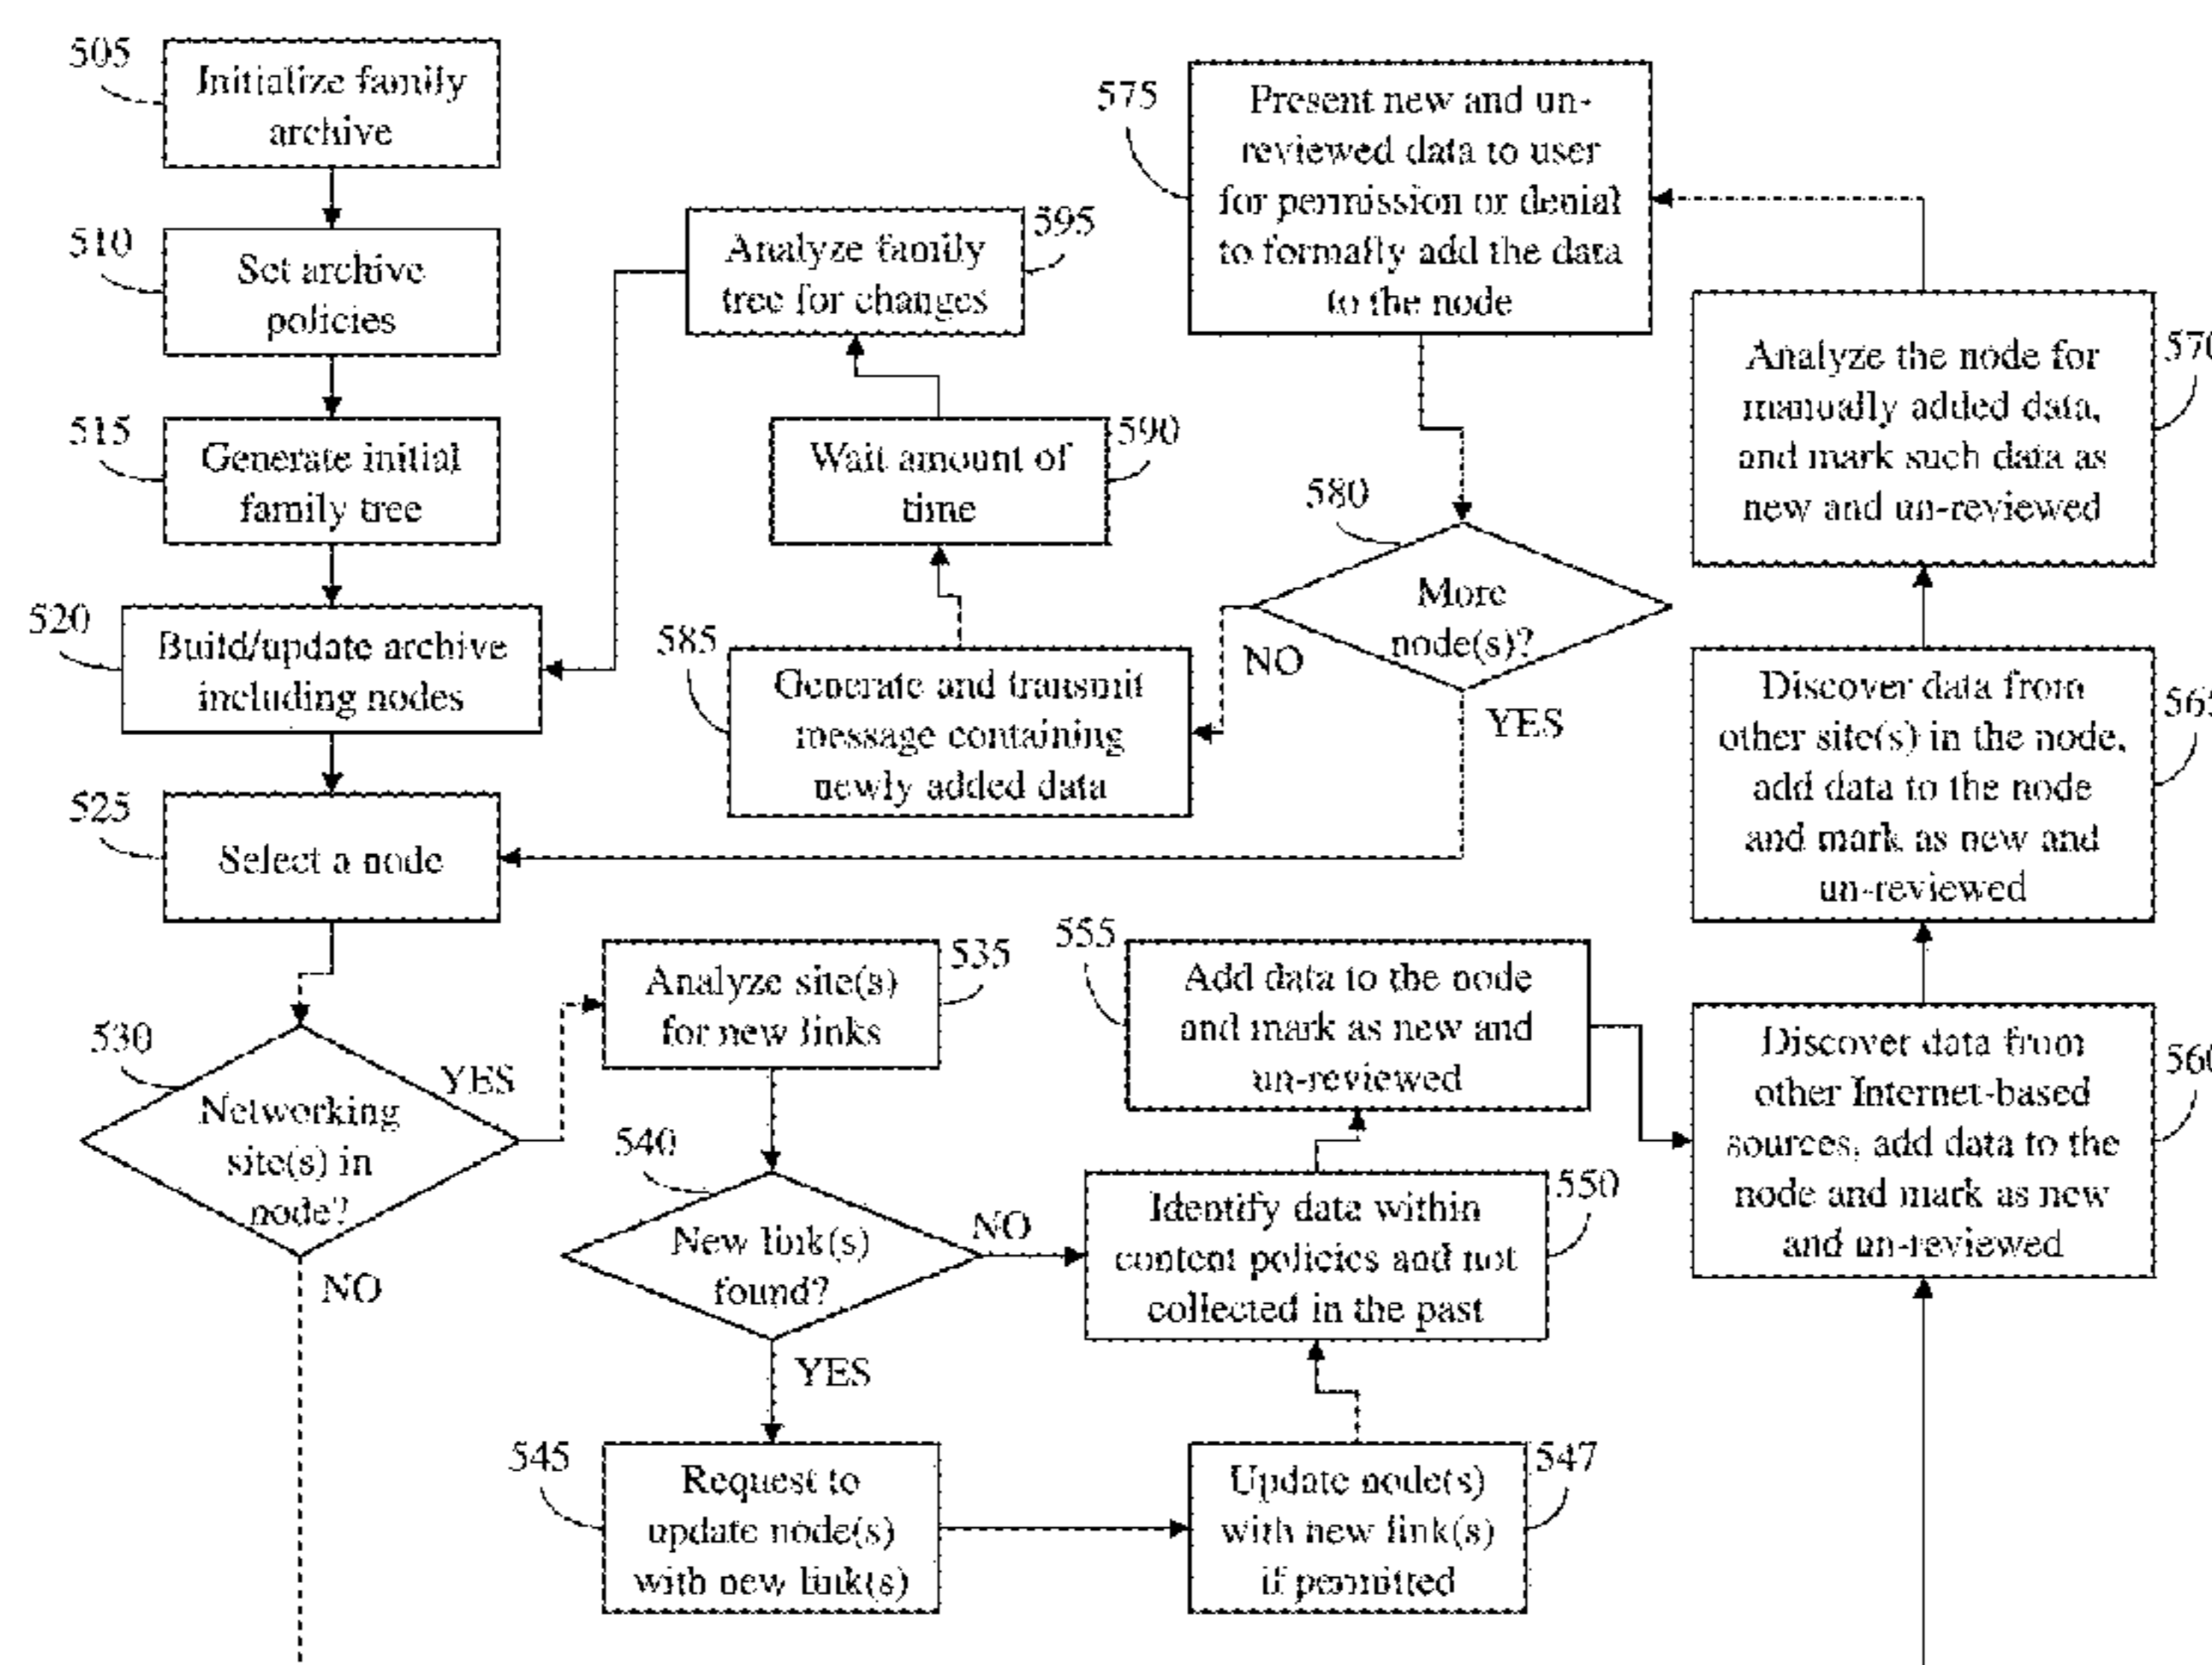 505
Initialize family
archive
510
Set archive
policies
515
Generate initial
family tree
520
Build/update archive
including nodes
525
Select a node
530
Networking
site(s) in
node?
YES
NO
535
Analyze site(s)
for new links
540
New link(s)
found?
NO
YES
545
Request to
update node(s)
with new link(s)
547
Update node(s)
with new link(s)
if permitted
550
Identify data within
content policies and not
collected in the past
555
Add data to the node
and mark as new and
un-reviewed
560
Discover data from
other Internet-based
sources, add data to the
node and mark as new
and un-reviewed
565
Discover data from
other site(s) in the node,
add data to the node
and mark as new and
un-reviewed
570
Analyze the node for
manually added data,
and mark such data as
new and un-reviewed
575
Present new and un-
reviewed data to user
for permission or denial
to formally add the data
to the node
580
More
node(s)?
NO
YES
585
Generate and transmit
message containing
newly added data
590
Wait amount of
time
595
Analyze family
tree for changes